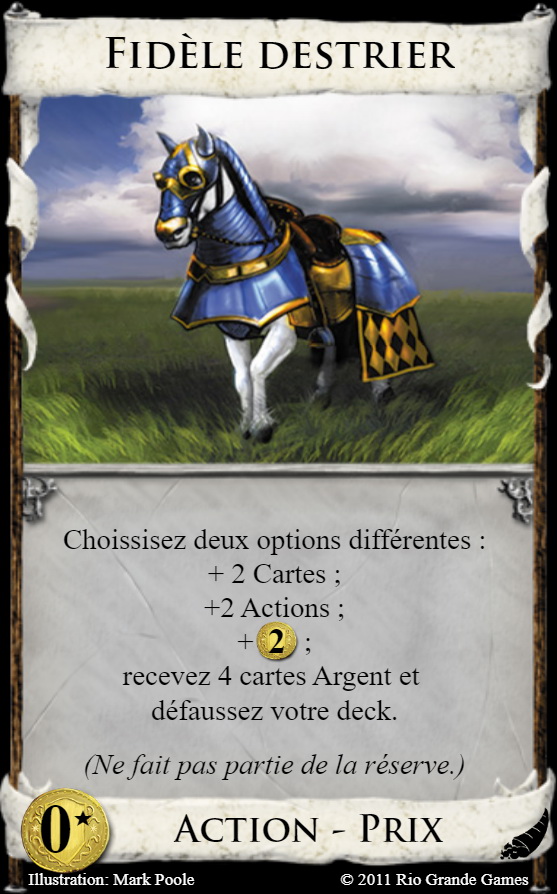 FIDÈLE DESTRIER
Choissisez deux options différentes :
+ 2 Cartes ;
+2 Actions ;
+ 2 ;
recevez 4 cartes Argent et
défaussez votre deck.
(Ne fait pas partie de la réserve.)
0* ACTION - PRIX
Illustration: Mark Poole © 2011 Rio Grande Games